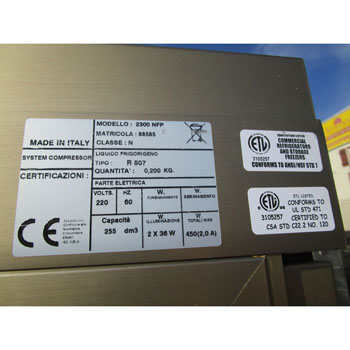 MODELLO : 2300 NFP
MATRICOLA : 88585
CLASSE : N
MADE IN ITALY
LIQUIDO FRIGORIGENO
SYSTEM COMPRESSOR
TIPO : R 507
QUANTITA' : 0,200 KG.
CERTIFICAZIONI :
PARTE ELETTRICA
VOLTS HZ W. FUNZIONAMENTO W. SBRINAMENTO
220 60
Capacità W. ILLUMINAZIONE W. TOTALI MAX
255 dm3 2 X 36 W 450(2,0 A)
ETL
SANITATION LISTED
COMMERCIAL
REFRIGERATORS
AND STORAGE
FREEZERS
3105257
CONFORMS TO ANSI/NSF STD 7
ETL LISTED
CONFORMS TO
UL STD 471
3105257
CERTIFIED TO
CSA STD C22.2 NO. 120